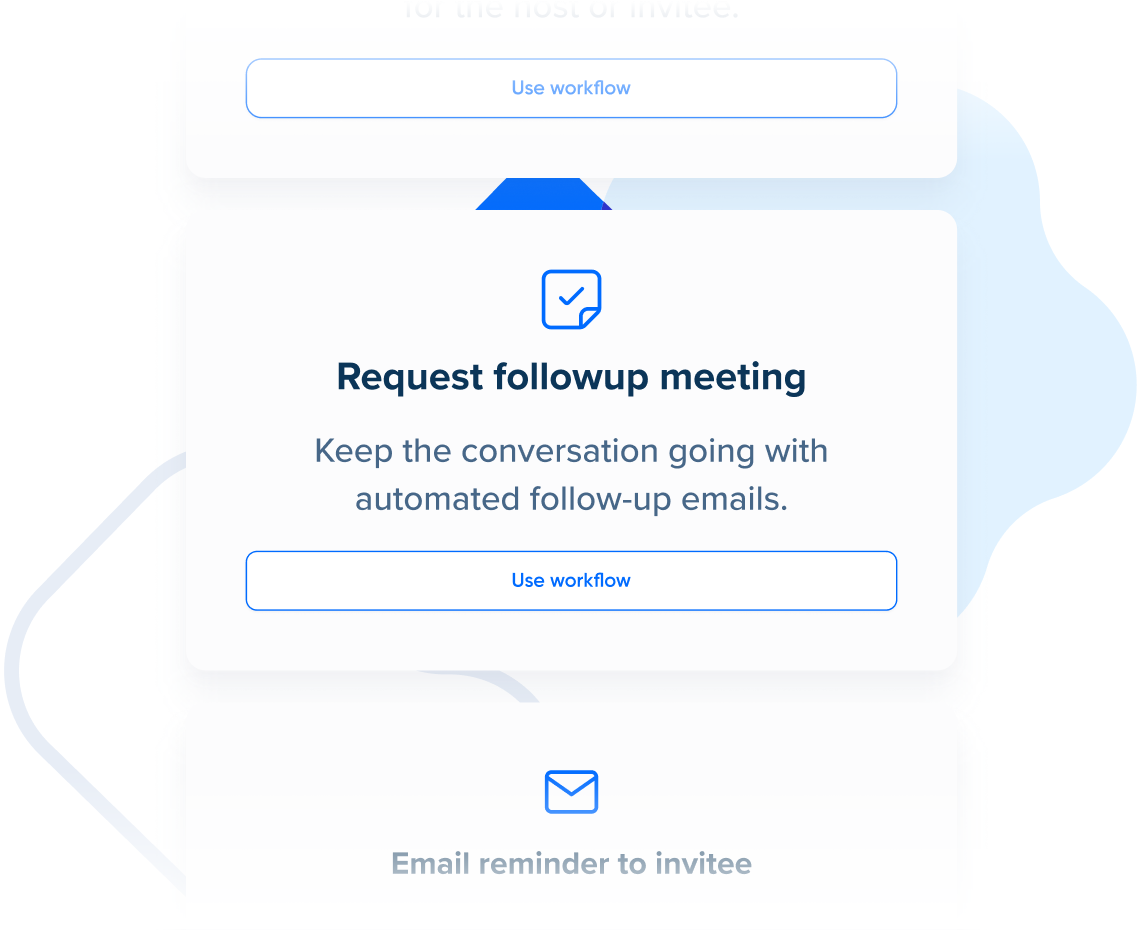 for the host or invitee.
Use workflow
Request followup meeting
Keep the conversation going with
automated follow-up emails.
Use workflow
Email reminder to invitee